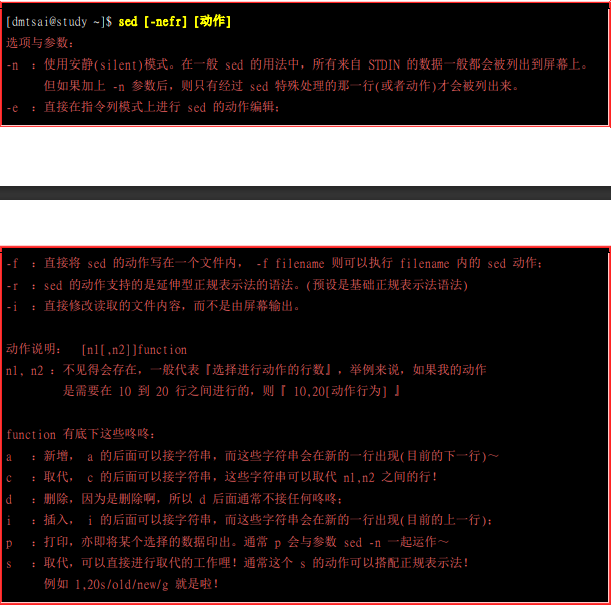 [dmtsai@study ~]$ sed [-nefr] [动作]
选项与参数：
-n ：使用安静(silent)模式。在一般 sed 的用法中，所有来自 STDIN 的数据一般都会被列出到屏幕上。
但如果加上 -n 参数后，则只有经过 sed 特殊处理的那一行(或者动作)才会被列出来。
-e ：直接在指令列模式上进行 sed 的动作编辑；
-f ：直接将 sed 的动作写在一个文件内， -f filename 则可以执行 filename 内的 sed 动作；
-r ：sed 的动作支持的是延伸型正规表示法的语法。(预设是基础正规表示法语法)
-i ：直接修改读取的文件内容，而不是由屏幕输出。
动作说明： [n1[,n2]]function
n1, n2 ：不见得会存在，一般代表『选择进行动作的行数』，举例来说，如果我的动作
是需要在 10 到 20 行之间进行的，则『 10,20[动作行为] 』
function 有底下这些咚咚：
a ：新增， a 的后面可以接字符串，而这些字符串会在新的一行出现(目前的下一行)～
c ：取代， c 的后面可以接字符串，这些字符串可以取代 n1,n2 之间的行！
d ：删除，因为是删除啊，所以 d 后面通常不接任何咚咚；
i ：插入， i 的后面可以接字符串，而这些字符串会在新的一行出现(目前的上一行)；
p ：打印，亦即将某个选择的数据印出。通常 p 会与参数 sed -n 一起运作～
s ：取代，可以直接进行取代的工作哩！通常这个 s 的动作可以搭配正规表示法！
例如 1,20s/old/new/g 就是啦！